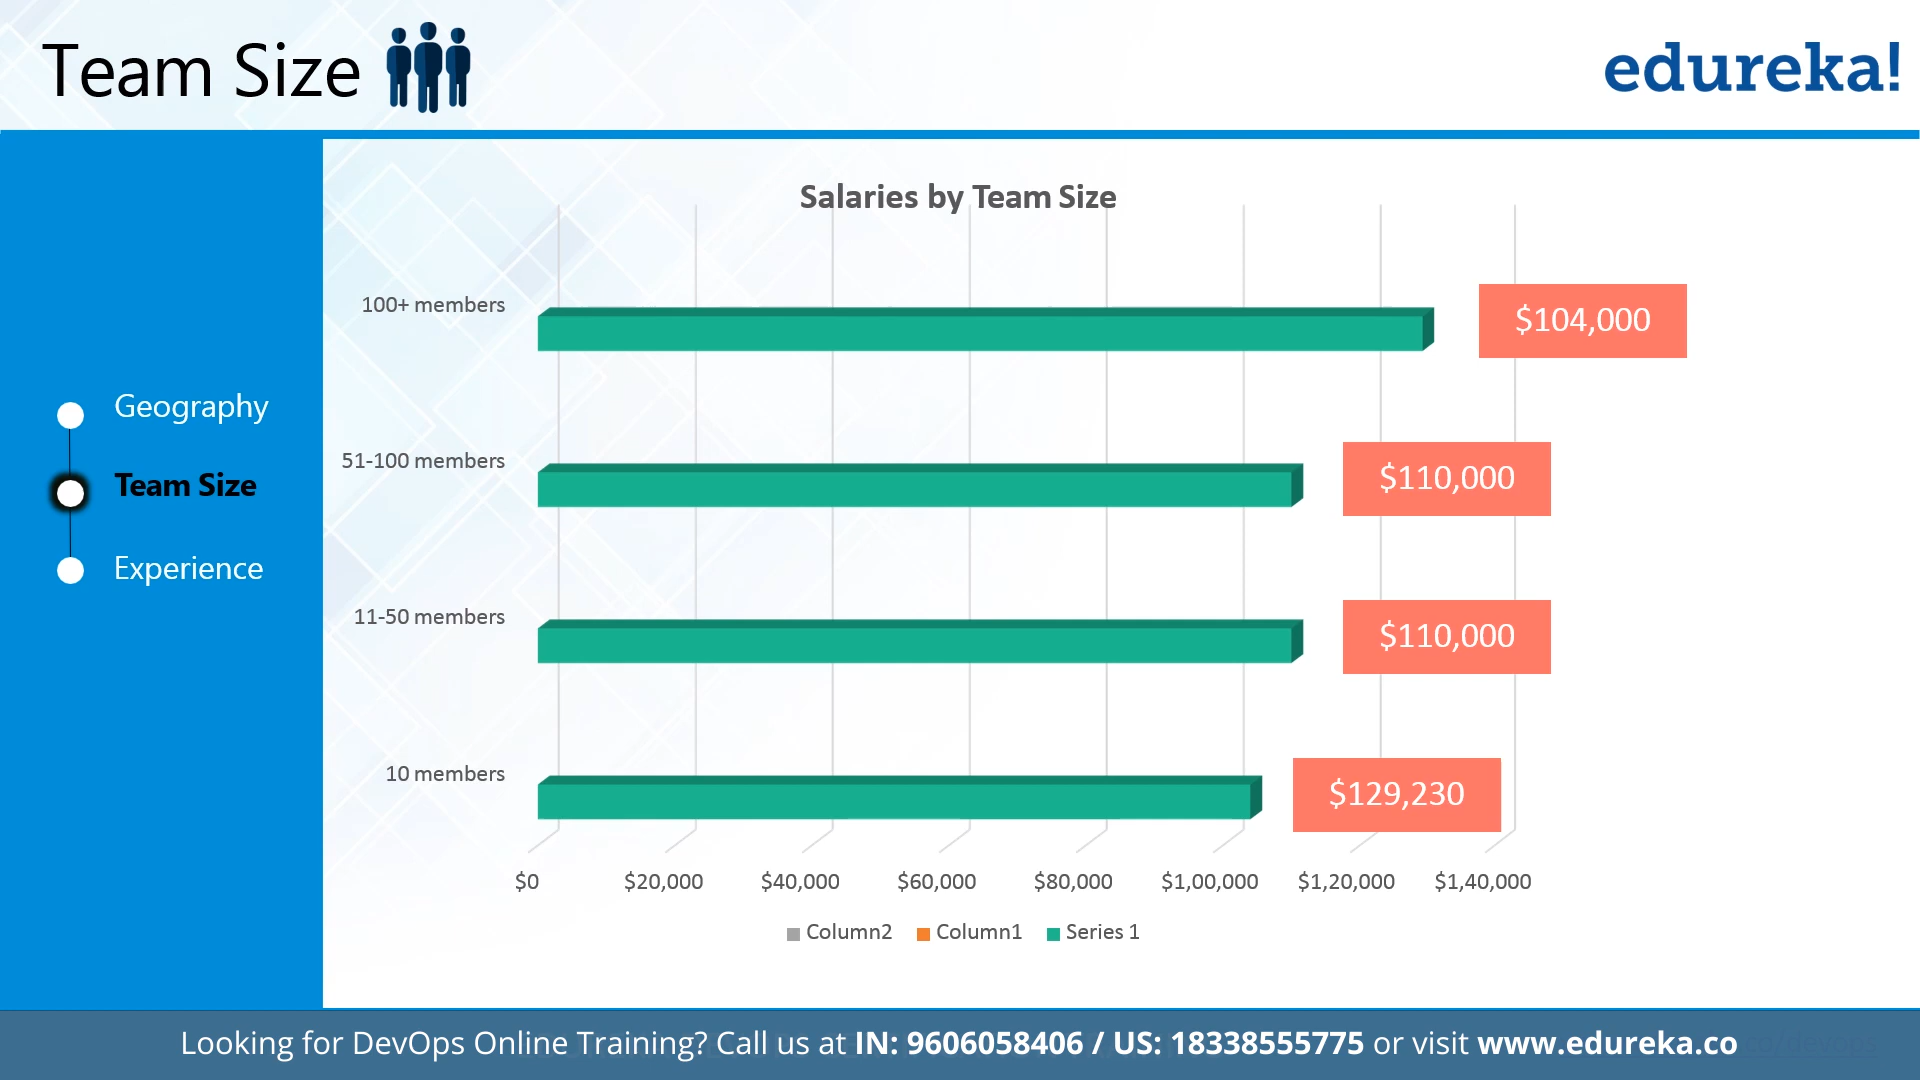 Team Size
edureka!
Geography
Team Size
Experience
Salaries by Team Size
100+ members
$104,000
51-100 members
$110,000
11-50 members
$110,000
10 members
$129,230
$0 $20,000 $40,000 $60,000 $80,000 $1,00,000 $1,20,000 $1,40,000
Column2 Column1 Series 1
Looking for DevOps Online Training? Call us at IN: 9606058406 / US: 18338555775 or visit www.edureka.co